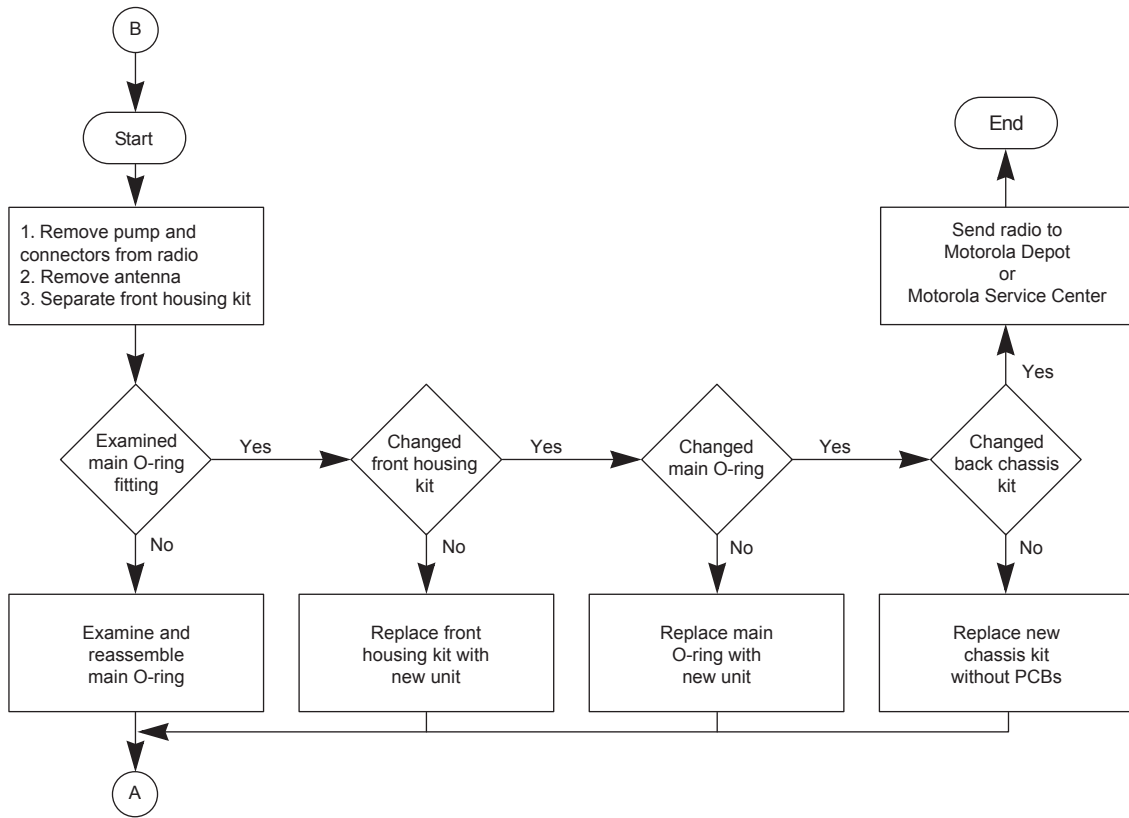 B
Start
End
1. Remove pump and
connectors from radio
2. Remove antenna
3. Separate front housing kit
Send radio to
Motorola Depot
or
Motorola Service Center
Yes
Examined
main O-ring
fitting
Yes
Changed
front housing
kit
Yes
Changed
main O-ring
Yes
Changed
back chassis
kit
No
No
No
No
Examine and
reassemble
main O-ring
Replace front
housing kit with
new unit
Replace main
O-ring with
new unit
Replace new
chassis kit
without PCBs
A